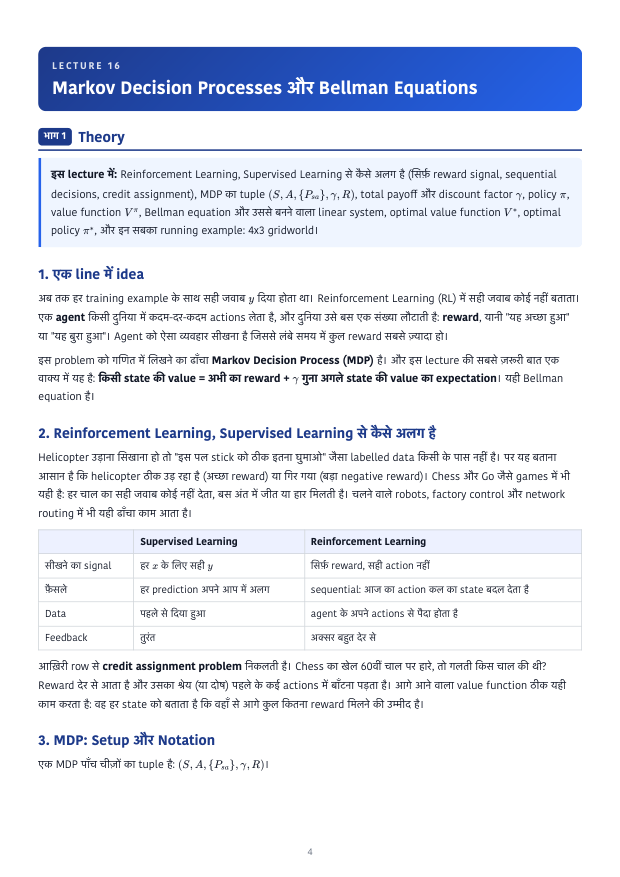 LECTURE 16
Markov Decision Processes और Bellman Equations
भाग 1 Theory
इस lecture में: Reinforcement Learning, Supervised Learning से कैसे अलग है (सिर्फ़ reward signal, sequential
decisions, credit assignment), MDP का tuple (S, A, {P_{sa}}, γ, R), total payoff और discount factor γ, policy π,
value function V^π, Bellman equation और उससे बनने वाला linear system, optimal value function V*, optimal
policy π*, और इन सबका running example: 4x3 gridworld।
1. एक line में idea
अब तक हर training example के साथ सही जवाब y दिया होता था। Reinforcement Learning (RL) में सही जवाब कोई नहीं बताता।
एक agent किसी दुनिया में कदम-दर-कदम actions लेता है, और दुनिया उसे बस एक संख्या लौटाती है: reward, यानी "यह अच्छा हुआ"
या "यह बुरा हुआ"। Agent को ऐसा व्यवहार सीखना है जिससे लंबे समय में कुल reward सबसे ज़्यादा हो।
इस problem को गणित में लिखने का ढाँचा Markov Decision Process (MDP) है। और इस lecture की सबसे ज़रूरी बात एक
वाक्य में यह है: किसी state की value = अभी का reward + γ गुना अगले state की value का expectation। यही Bellman
equation है।
2. Reinforcement Learning, Supervised Learning से कैसे अलग है
Helicopter उड़ाना सिखाना हो तो "इस पल stick को ठीक इतना घुमाओ" जैसा labelled data किसी के पास नहीं है। पर यह बताना
आसान है कि helicopter ठीक उड़ रहा है (अच्छा reward) या गिर गया (बड़ा negative reward)। Chess और Go जैसे games में भी
यही है: हर चाल का सही जवाब कोई नहीं देता, बस अंत में जीत या हार मिलती है। चलने वाले robots, factory control और network
routing में भी यही ढाँचा काम आता है।
Supervised Learning Reinforcement Learning
सीखने का signal हर x के लिए सही y सिर्फ़ reward, सही action नहीं
फ़ैसले हर prediction अपने आप में अलग sequential: आज का action कल का state बदल देता है
Data पहले से दिया हुआ agent के अपने actions से पैदा होता है
Feedback तुरंत अक्सर बहुत देर से
आख़िरी row से credit assignment problem निकलती है। Chess का खेल 60वीं चाल पर हारे, तो गलती किस चाल की थी?
Reward देर से आता है और उसका श्रेय (या दोष) पहले के कई actions में बाँटना पड़ता है। आगे आने वाला value function ठीक यही
काम करता है: वह हर state को बताता है कि वहाँ से आगे कुल कितना reward मिलने की उम्मीद है।
3. MDP: Setup और Notation
एक MDP पाँच चीज़ों का tuple है: (S, A, {P_{sa}}, γ, R)।
4